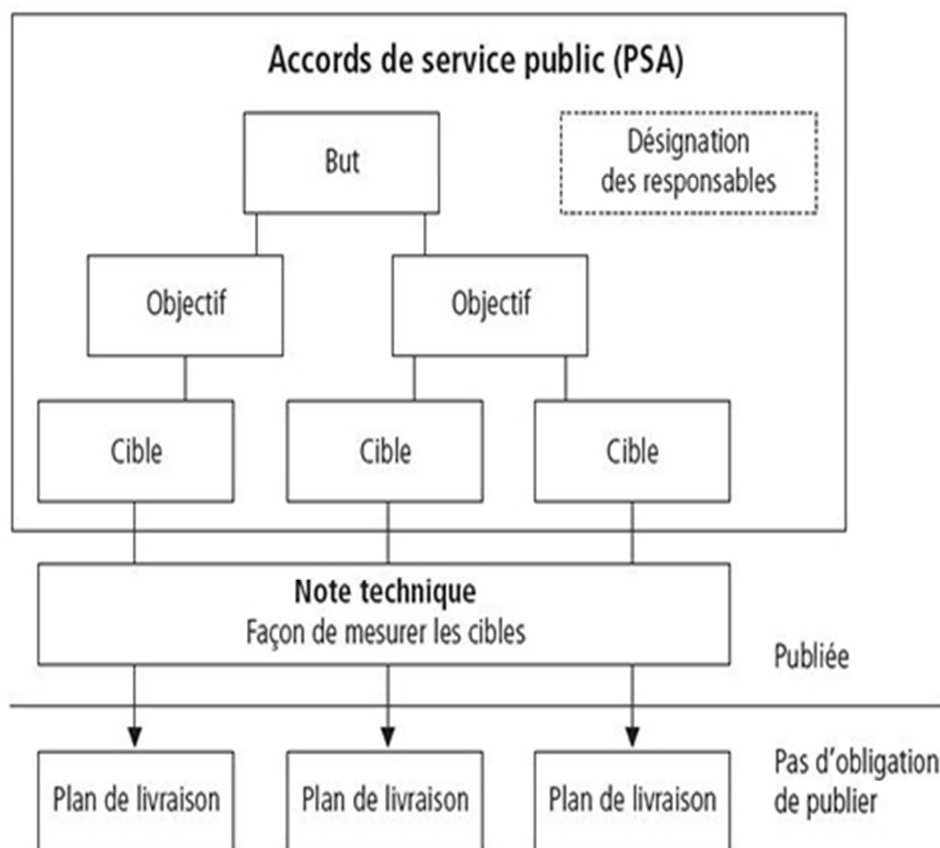 Accords de service public (PSA)
But
Désignation
des responsables
Objectif
Objectif
Cible
Cible
Cible
Note technique
Façon de mesurer les cibles
Publiée
Plan de livraison
Plan de livraison
Plan de livraison
Pas d'obligation
de publier